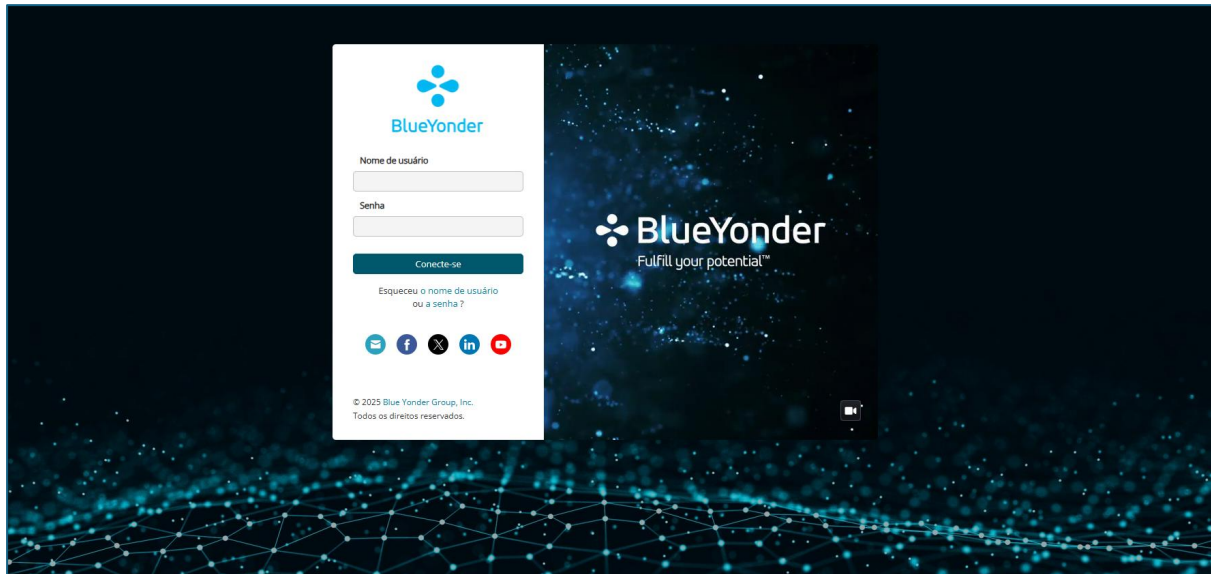 BlueYonder
Nome de usuário
Senha
Conecte-se
Esqueceu o nome de usuário
ou a senha ?
© 2025 Blue Yonder Group, Inc.
Todos os direitos reservados.
BlueYonder
Fulfill your potential™